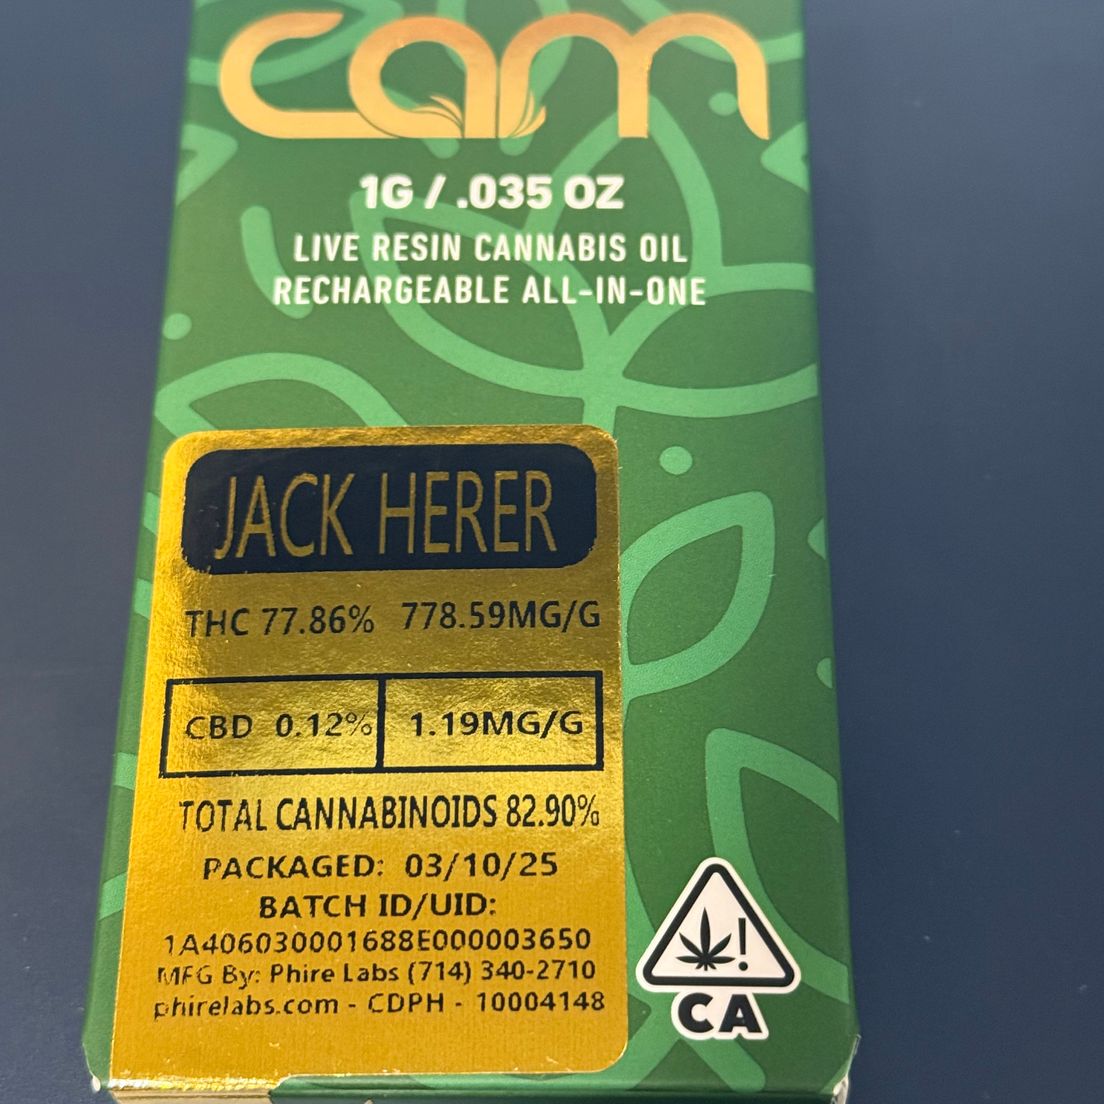 cam
1G / .035 OZ
LIVE RESIN CANNABIS OIL
RECHARGEABLE ALL-IN-ONE
JACK HERER
THC 77.86% 778.59MG/G
CBD 0.12% 1.19MG/G
TOTAL CANNABINOIDS 82.90%
PACKAGED: 03/10/25
BATCH ID/UID:
1A406030001688E000003650
MFG By: Phire Labs (714) 340-2710
phirelabs.com - CDPH - 10004148
!
CA